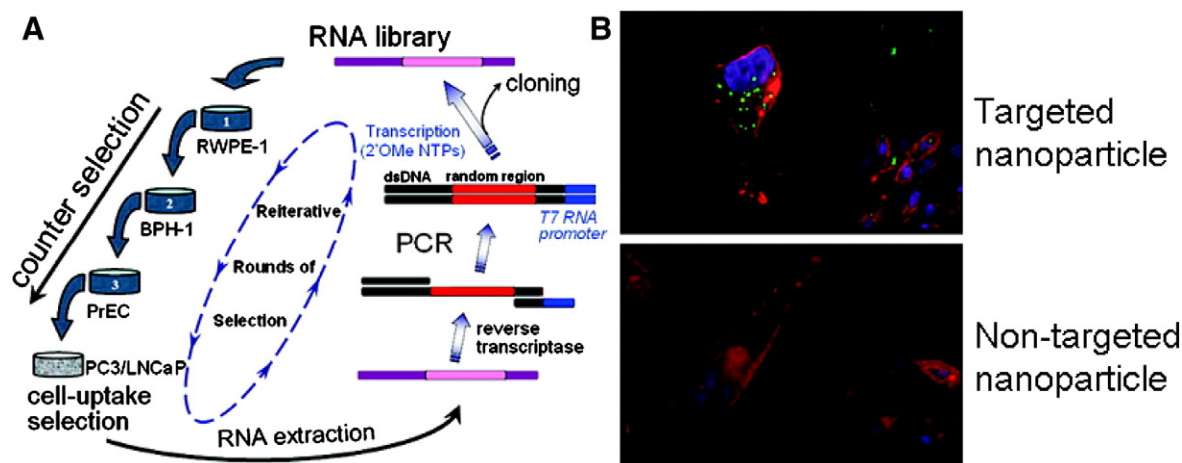 A
RNA library
cloning
counter selection
1
RWPE-1
2
BPH-1
3
PrEC
PC3/LNCaP
cell-uptake
selection
RNA extraction
Reiterative
Rounds of
Selection
Transcription
(2'OMe NTPs)
dsDNA random region
T7 RNA
promoter
PCR
reverse
transcriptase
B
Targeted
nanoparticle
Non-targeted
nanoparticle